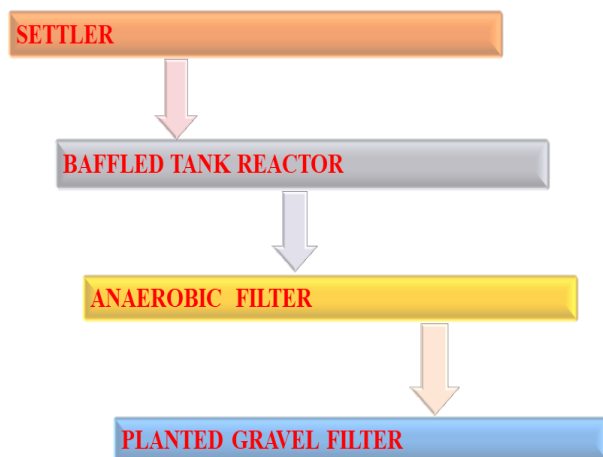 SETTLER
BAFFLED TANK REACTOR
ANAEROBIC FILTER
PLANTED GRAVEL FILTER